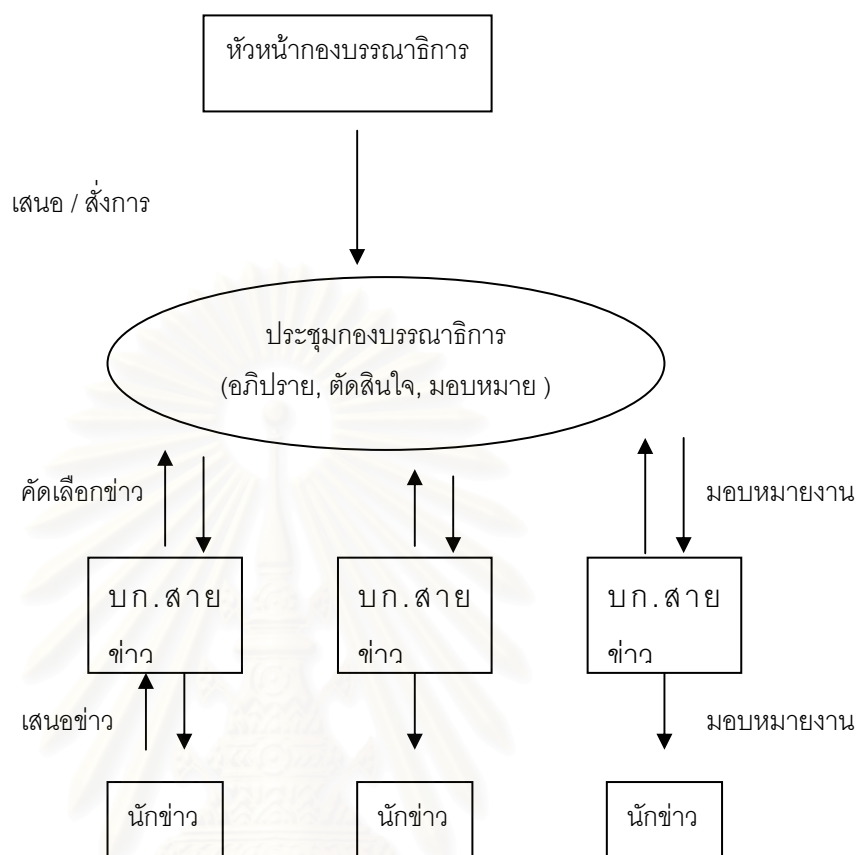 หัวหน้ากองบรรณาธิการ
เสนอ / สั่งการ
ประชุมกองบรรณาธิการ
(อภิปราย, ตัดสินใจ, มอบหมาย )
คัดเลือกข่าว
มอบหมายงาน
บก.สาย
ข่าว
บก.สาย
ข่าว
บก.สาย
ข่าว
เสนอข่าว
มอบหมายงาน
นักข่าว
นักข่าว
นักข่าว